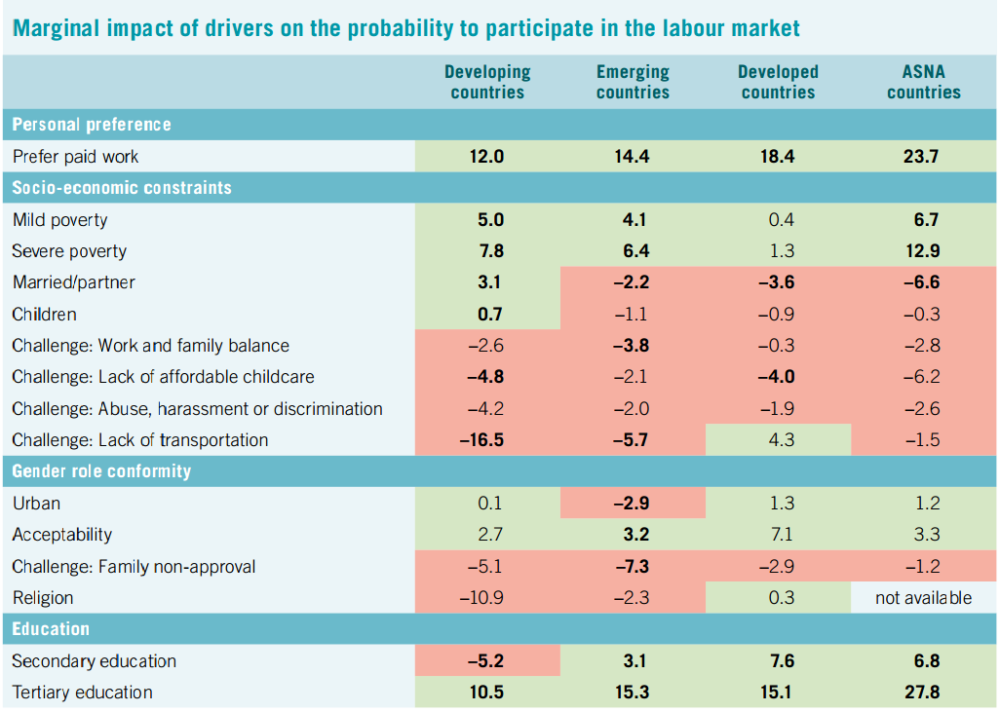 Marginal impact of drivers on the probability to participate in the labour market
Developing countries Emerging countries Developed countries ASNA countries
Personal preference
Prefer paid work 12.0 14.4 18.4 23.7
Socio-economic constraints
Mild poverty 5.0 4.1 0.4 6.7
Severe poverty 7.8 6.4 1.3 12.9
Married/partner 3.1 –2.2 –3.6 –6.6
Children 0.7 –1.1 –0.9 –0.3
Challenge: Work and family balance –2.6 –3.8 –0.3 –2.8
Challenge: Lack of affordable childcare –4.8 –2.1 –4.0 –6.2
Challenge: Abuse, harassment or discrimination –4.2 –2.0 –1.9 –2.6
Challenge: Lack of transportation –16.5 –5.7 4.3 –1.5
Gender role conformity
Urban 0.1 –2.9 1.3 1.2
Acceptability 2.7 3.2 7.1 3.3
Challenge: Family non-approval –5.1 –7.3 –2.9 –1.2
Religion –10.9 –2.3 0.3 not available
Education
Secondary education –5.2 3.1 7.6 6.8
Tertiary education 10.5 15.3 15.1 27.8